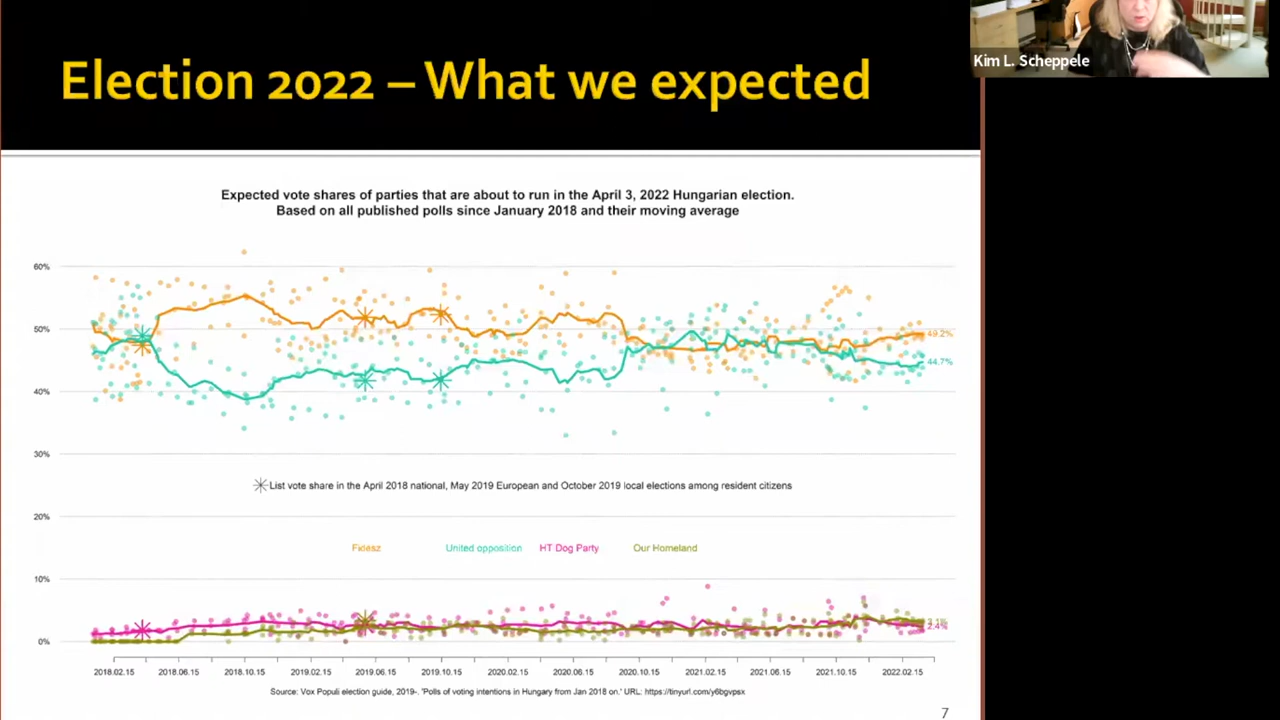 Election 2022 – What we expected
Kim L. Scheppele
Expected vote shares of parties that are about to run in the April 3, 2022 Hungarian election.
Based on all published polls since January 2018 and their moving average
60%
50%
49.2%
44.7%
40%
30%
List vote share in the April 2018 national, May 2019 European and October 2019 local elections among resident citizens
20%
Fidesz United opposition HT Dog Party Our Homeland
10%
3.1%
2.4%
0%
2018.02.15 2018.06.15 2018.10.15 2019.02.15 2019.06.15 2019.10.15 2020.02.15 2020.06.15 2020.10.15 2021.02.15 2021.06.15 2021.10.15 2022.02.15
Source: Vox Populi election guide, 2019-. 'Polls of voting intentions in Hungary from Jan 2018 on.' URL: https://tinyurl.com/y6bgvpsx
7